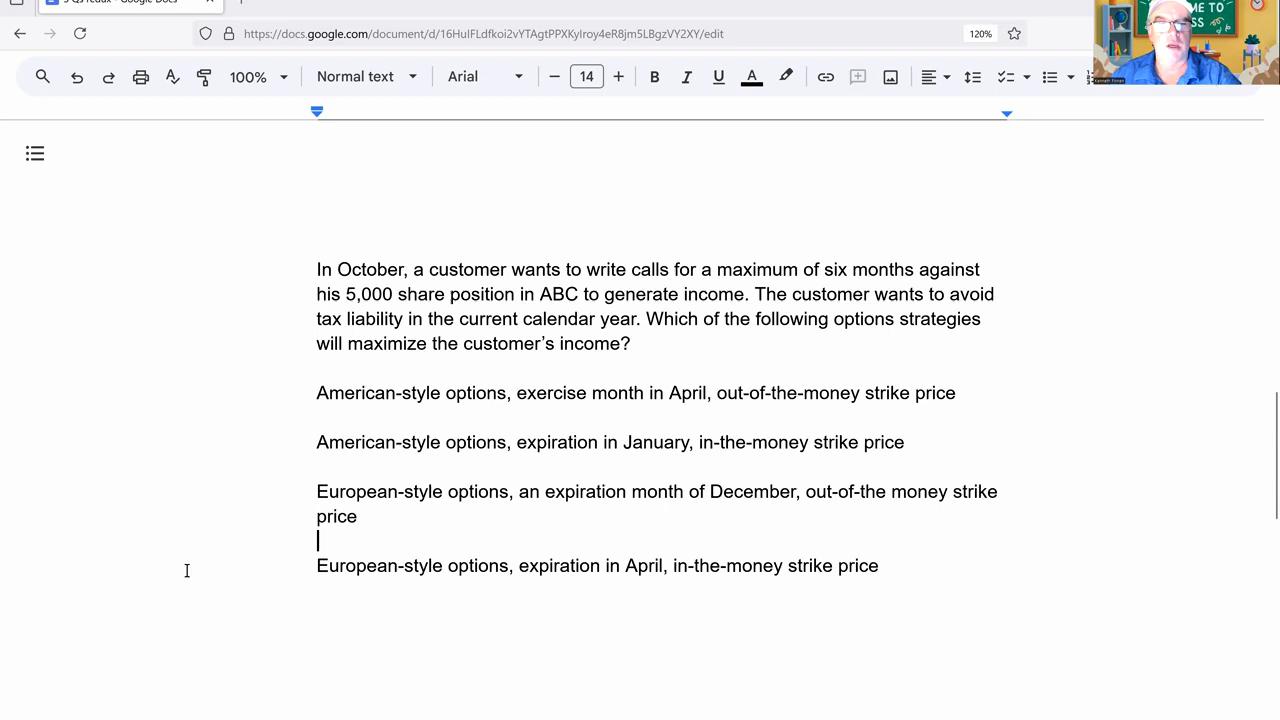 https://docs.google.com/document/d/16HuIFLdfkoi2vYTAgtPPXKyIroy4eR8jm5LBgzVY2XY/edit
120%
100%
Normal text
Arial
14
In October, a customer wants to write calls for a maximum of six months against
his 5,000 share position in ABC to generate income. The customer wants to avoid
tax liability in the current calendar year. Which of the following options strategies
will maximize the customer’s income?
American-style options, exercise month in April, out-of-the-money strike price
American-style options, expiration in January, in-the-money strike price
European-style options, an expiration month of December, out-of-the money strike
price
European-style options, expiration in April, in-the-money strike price